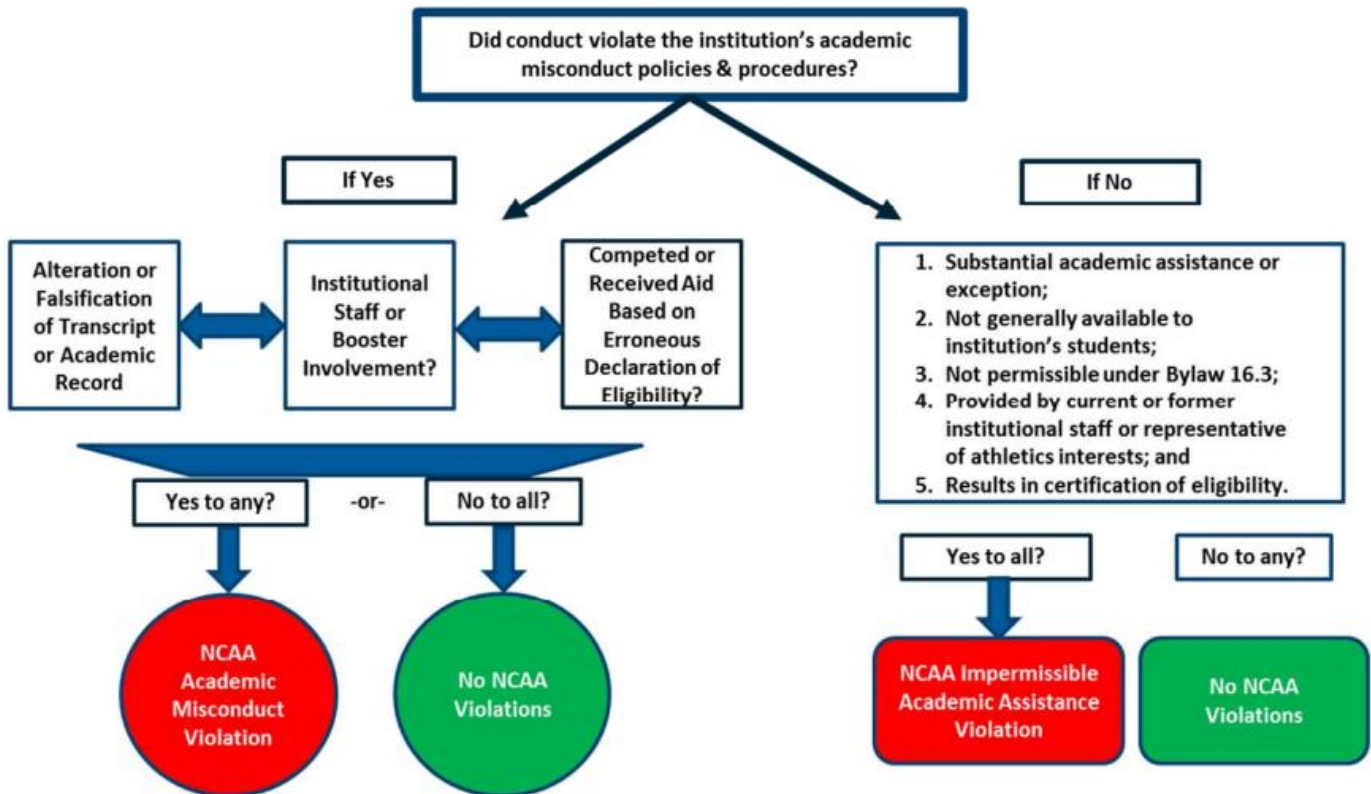 Did conduct violate the institution's academic
misconduct policies & procedures?
If Yes
If No
Alteration or
Falsification
of Transcript
or Academic
Record
Institutional
Staff or
Booster
Involvement?
Competed or
Received Aid
Based on
Erroneous
Declaration of
Eligibility?
1. Substantial academic assistance or
exception;
2. Not generally available to
institution's students;
3. Not permissible under Bylaw 16.3;
4. Provided by current or former
institutional staff or representative
of athletics interests; and
5. Results in certification of eligibility.
Yes to any?
-or-
No to all?
Yes to all?
No to any?
NCAA
Academic
Misconduct
Violation
No NCAA
Violations
NCAA Impermissible
Academic Assistance
Violation
No NCAA
Violations